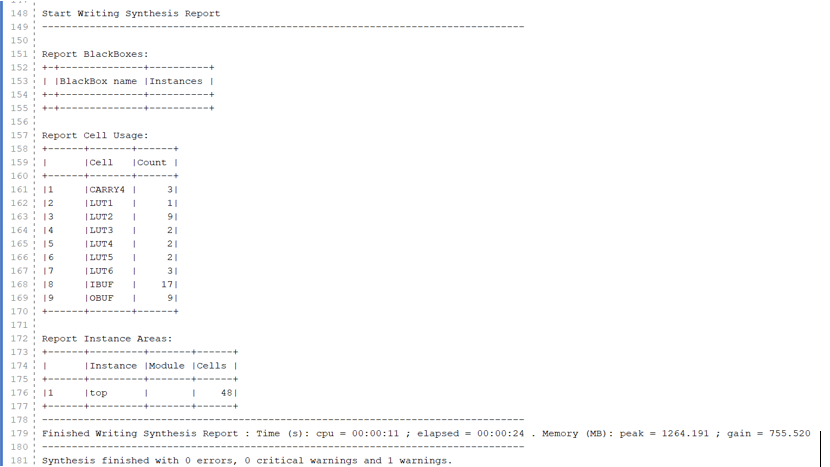 148 Start Writing Synthesis Report
149 ---------------------------------------------------------------------------------
150
151 Report BlackBoxes:
152 +-+--------------+----------+
153 | |BlackBox name |Instances |
154 +-+--------------+----------+
155 +-+--------------+----------+
156
157 Report Cell Usage:
158 +------+-------+------+
159 |      |Cell   |Count |
160 +------+-------+------+
161 |1     |CARRY4 |     3|
162 |2     |LUT1   |     1|
163 |3     |LUT2   |     9|
164 |4     |LUT3   |     2|
165 |5     |LUT4   |     2|
166 |6     |LUT5   |     2|
167 |7     |LUT6   |     3|
168 |8     |IBUF   |    17|
169 |9     |OBUF   |     9|
170 +------+-------+------+
171
172 Report Instance Areas:
173 +------+---------+-------+------+
174 |      |Instance |Module |Cells |
175 +------+---------+-------+------+
176 |1     |top      |       |    48|
177 +------+---------+-------+------+
178 ---------------------------------------------------------------------------------
179 Finished Writing Synthesis Report : Time (s): cpu = 00:00:11 ; elapsed = 00:00:24 . Memory (MB): peak = 1264.191 ; gain = 755.520
180 ---------------------------------------------------------------------------------
181 Synthesis finished with 0 errors, 0 critical warnings and 1 warnings.